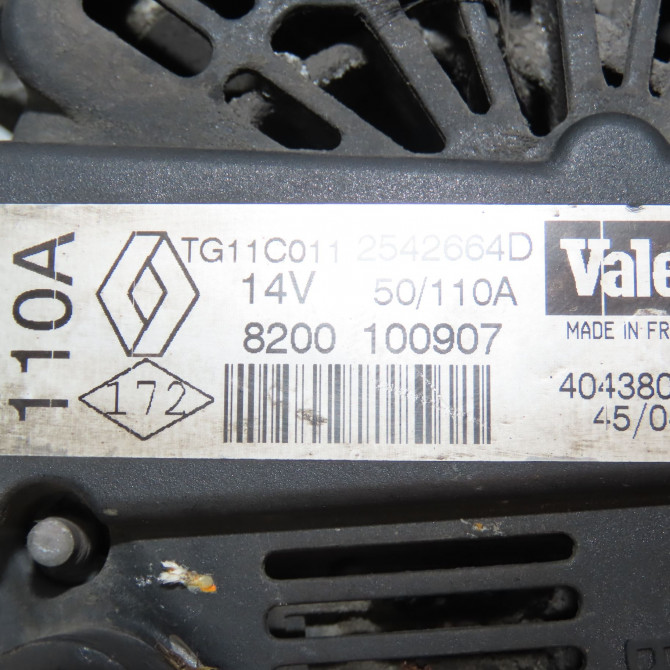 110A
TG11C011 2542664D
14V 50/110A
8200 100907
172
Vale
MADE IN FR
404380
45/0